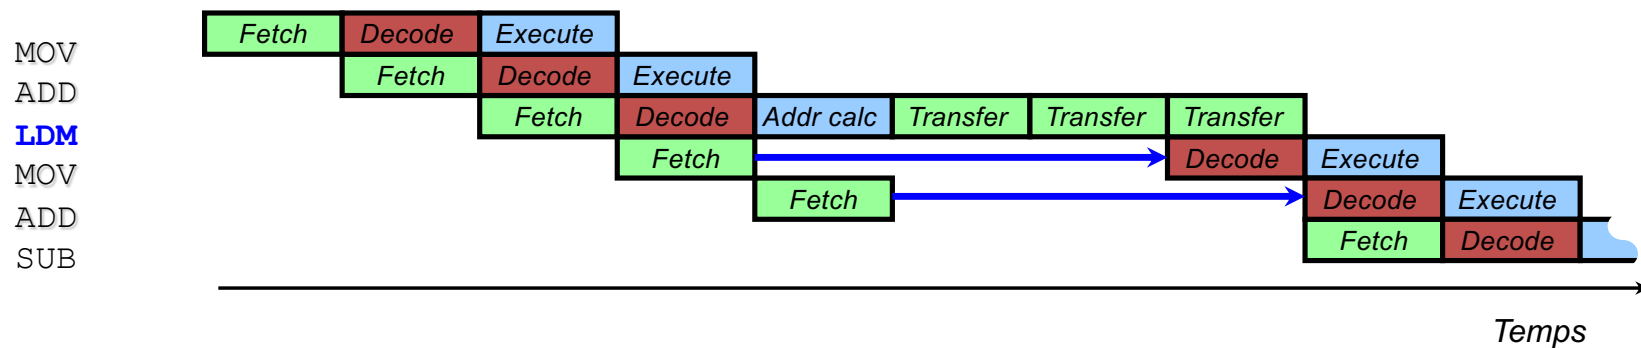 Fetch Decode Execute
MOV
Fetch Decode Execute
ADD
Fetch Decode Addr calc Transfer Transfer Transfer
LDM
Fetch Decode Execute
MOV
Fetch Decode Execute
ADD
Fetch Decode
SUB
Temps